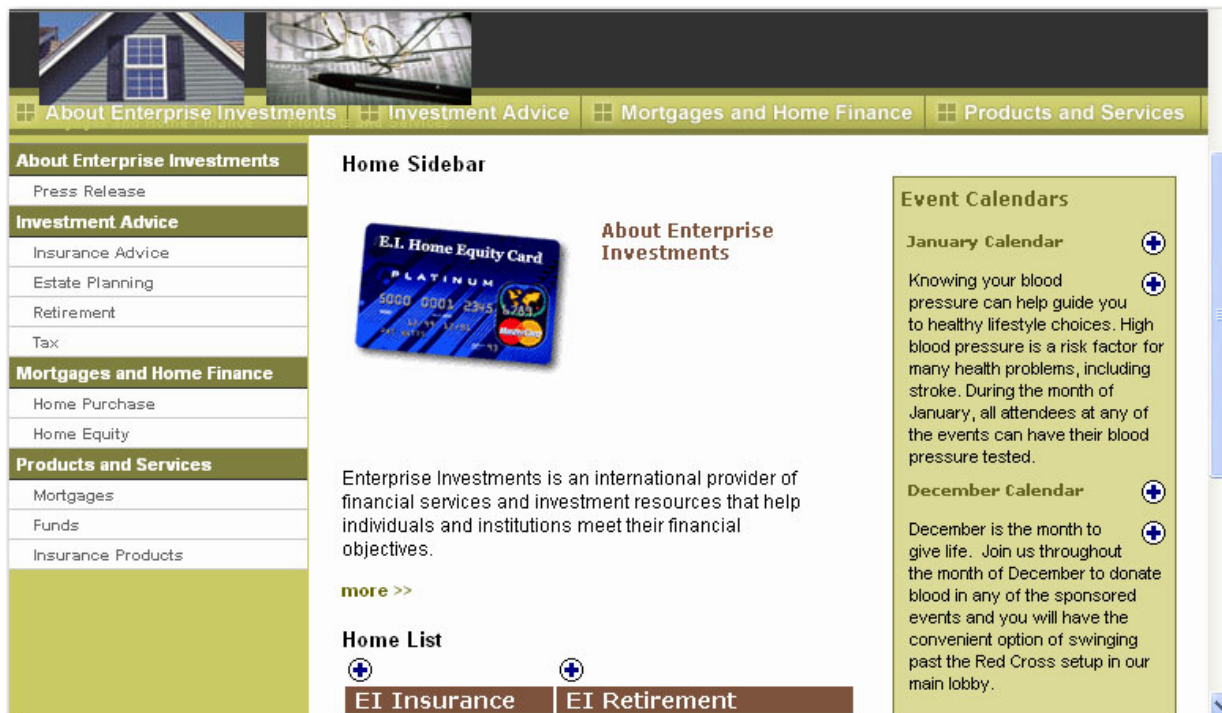 About Enterprise Investments
Investment Advice
Mortgages and Home Finance
Products and Services
About Enterprise Investments
Press Release
Investment Advice
Insurance Advice
Estate Planning
Retirement
Tax
Mortgages and Home Finance
Home Purchase
Home Equity
Products and Services
Mortgages
Funds
Insurance Products
Home Sidebar
E.I. Home Equity Card
PLATINUM
5000 0001 2345 6789
MasterCard
About Enterprise
Investments
Enterprise Investments is an international provider of
financial services and investment resources that help
individuals and institutions meet their financial
objectives.
more >>
Home List
EI Insurance
EI Retirement
Event Calendars
January Calendar
Knowing your blood
pressure can help guide you
to healthy lifestyle choices. High
blood pressure is a risk factor for
many health problems, including
stroke. During the month of
January, all attendees at any of
the events can have their blood
pressure tested.
December Calendar
December is the month to
give life.  Join us throughout
the month of December to donate
blood in any of the sponsored
events and you will have the
convenient option of swinging
past the Red Cross setup in our
main lobby.